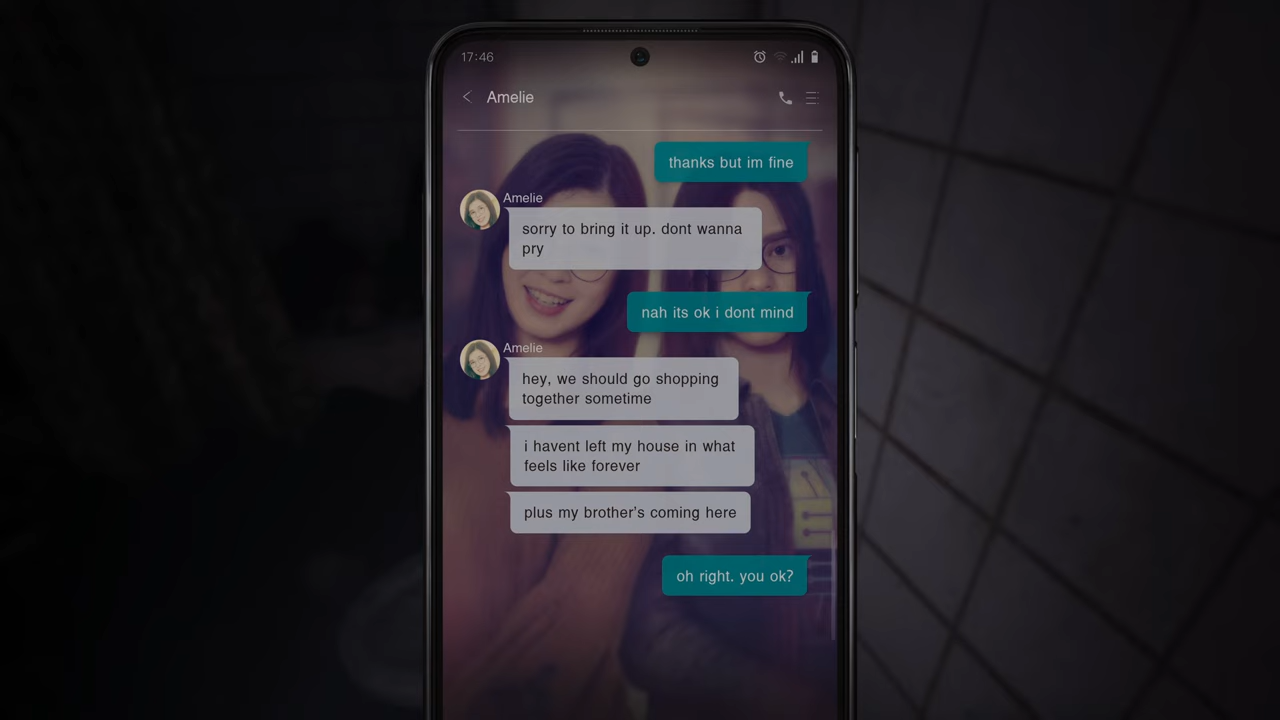 17:46
Amelie
thanks but im fine
Amelie
sorry to bring it up. dont wanna
pry
nah its ok i dont mind
Amelie
hey, we should go shopping
together sometime
i havent left my house in what
feels like forever
plus my brother's coming here
oh right. you ok?